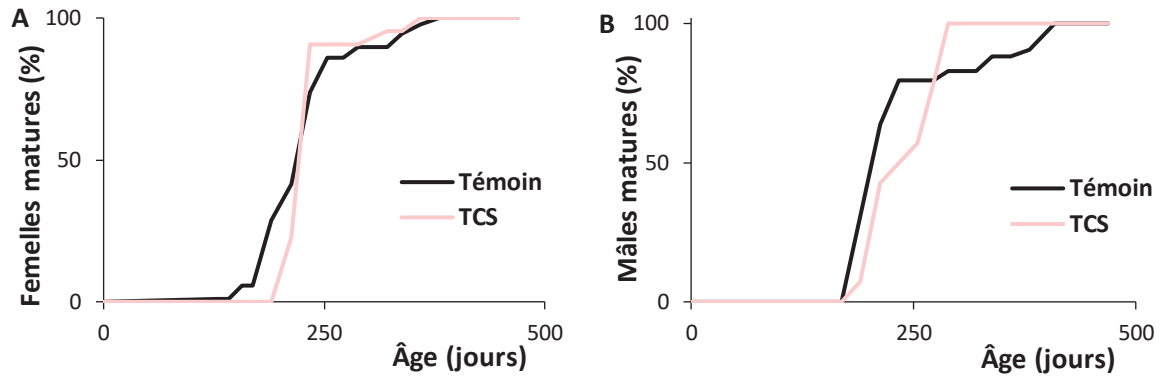 A
Femelles matures (%)
100
50
0
0
250
500
Âge (jours)
Témoin
TCS
B
Mâles matures (%)
100
50
0
0
250
500
Âge (jours)
Témoin
TCS